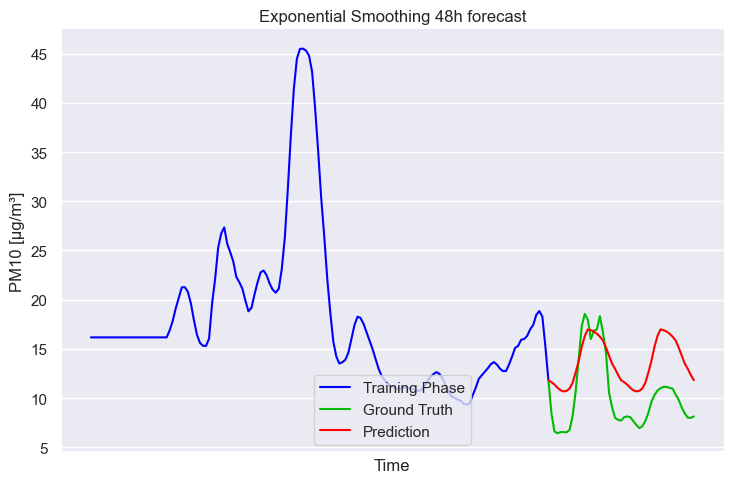 Exponential Smoothing 48h forecast
PM10 [µg/m³]
45
40
35
30
25
20
15
10
5
Training Phase
Ground Truth
Prediction
Time